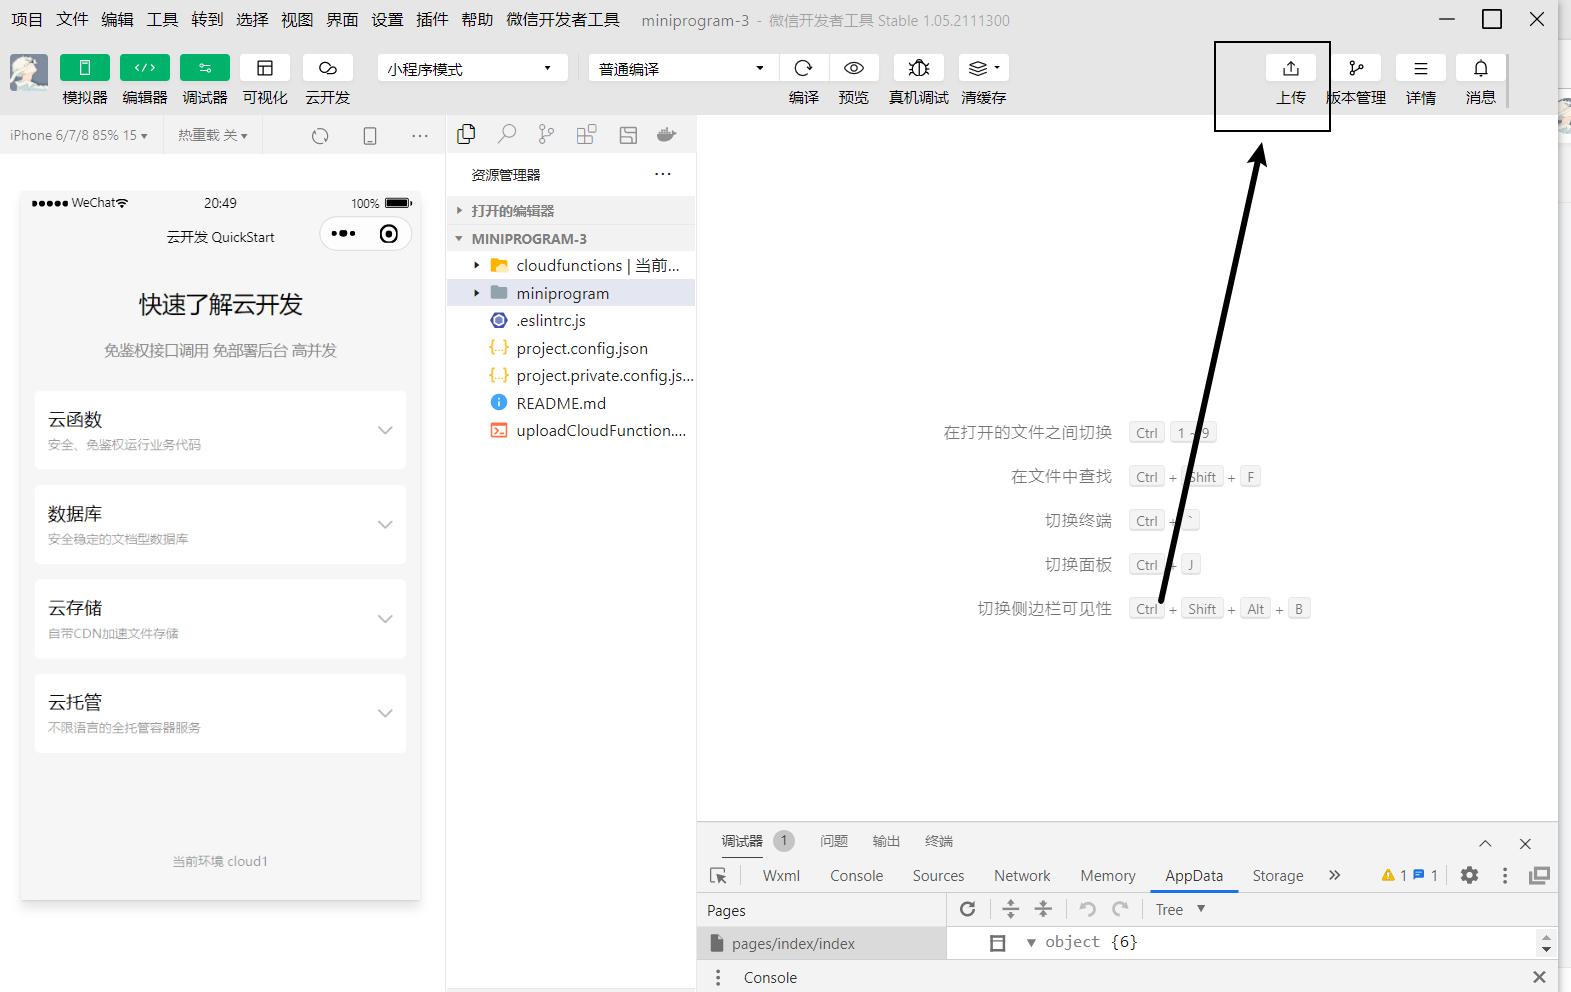 项目 文件 编辑 工具 转到 选择 视图 界面 设置 插件 帮助 微信开发者工具 miniprogram-3 - 微信开发者工具 Stable 1.05.2111300
小程序模式 普通编译
模拟器 编辑器 调试器 可视化 云开发 编译 预览 真机调试 清缓存 上传 版本管理 详情 消息
iPhone 6/7/8 85% 15 热重载 关
WeChat 20:49 100%
云开发 QuickStart
快速了解云开发
免鉴权接口调用 免部署后台 高并发
云函数
安全、免鉴权运行业务代码
数据库
安全稳定的文档型数据库
云存储
自带CDN加速文件存储
云托管
不限语言的全托管容器服务
当前环境 cloud1
资源管理器
打开的编辑器
MINIPROGRAM-3
cloudfunctions | 当前...
miniprogram
.eslintrc.js
project.config.json
project.private.config.js...
README.md
uploadCloudFunction....
在打开的文件之间切换 Ctrl 1 ~ 9
在文件中查找 Ctrl + Shift + F
切换终端 Ctrl + `
切换面板 Ctrl + J
切换侧边栏可见性 Ctrl + Shift + Alt + B
调试器 1 问题 输出 终端
Wxml Console Sources Network Memory AppData Storage » 1 1
Pages Tree
pages/index/index object {6}
Console